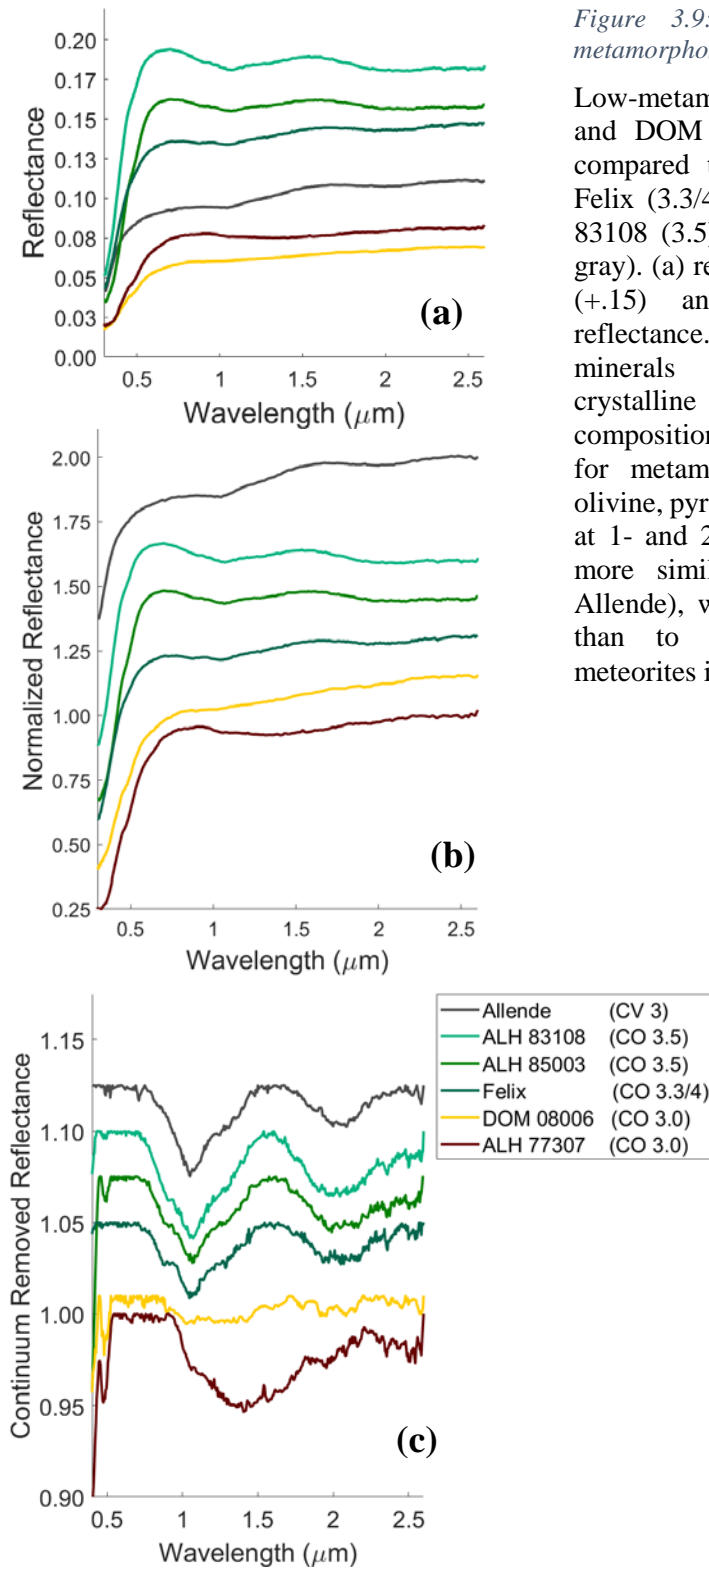 0.20
0.17
0.15
0.13
0.10
0.08
0.05
0.03
0.00
Reflectance
(a)
0.5
1
1.5
2
2.5
Wavelength (μm)
2.00
1.75
1.50
1.25
1.00
0.75
0.50
0.25
Normalized Reflectance
(b)
0.5
1
1.5
2
2.5
Wavelength (μm)
1.15
1.10
1.05
1.00
0.95
0.90
Continuum Removed Reflectance
Allende (CV 3)
ALH 83108 (CO 3.5)
ALH 85003 (CO 3.5)
Felix (CO 3.3/4)
DOM 08006 (CO 3.0)
ALH 77307 (CO 3.0)
(c)
0.5
1
1.5
2
2.5
Wavelength (μm)
Figure 3.9:
metamorpho
Low-metam
and DOM
compared t
Felix (3.3/4
83108 (3.5)
gray). (a) re
(+.15) an
reflectance.
minerals
crystalline
composition
for metam
olivine, pyr
at 1- and 2
more simil
Allende), w
than to
meteorites i